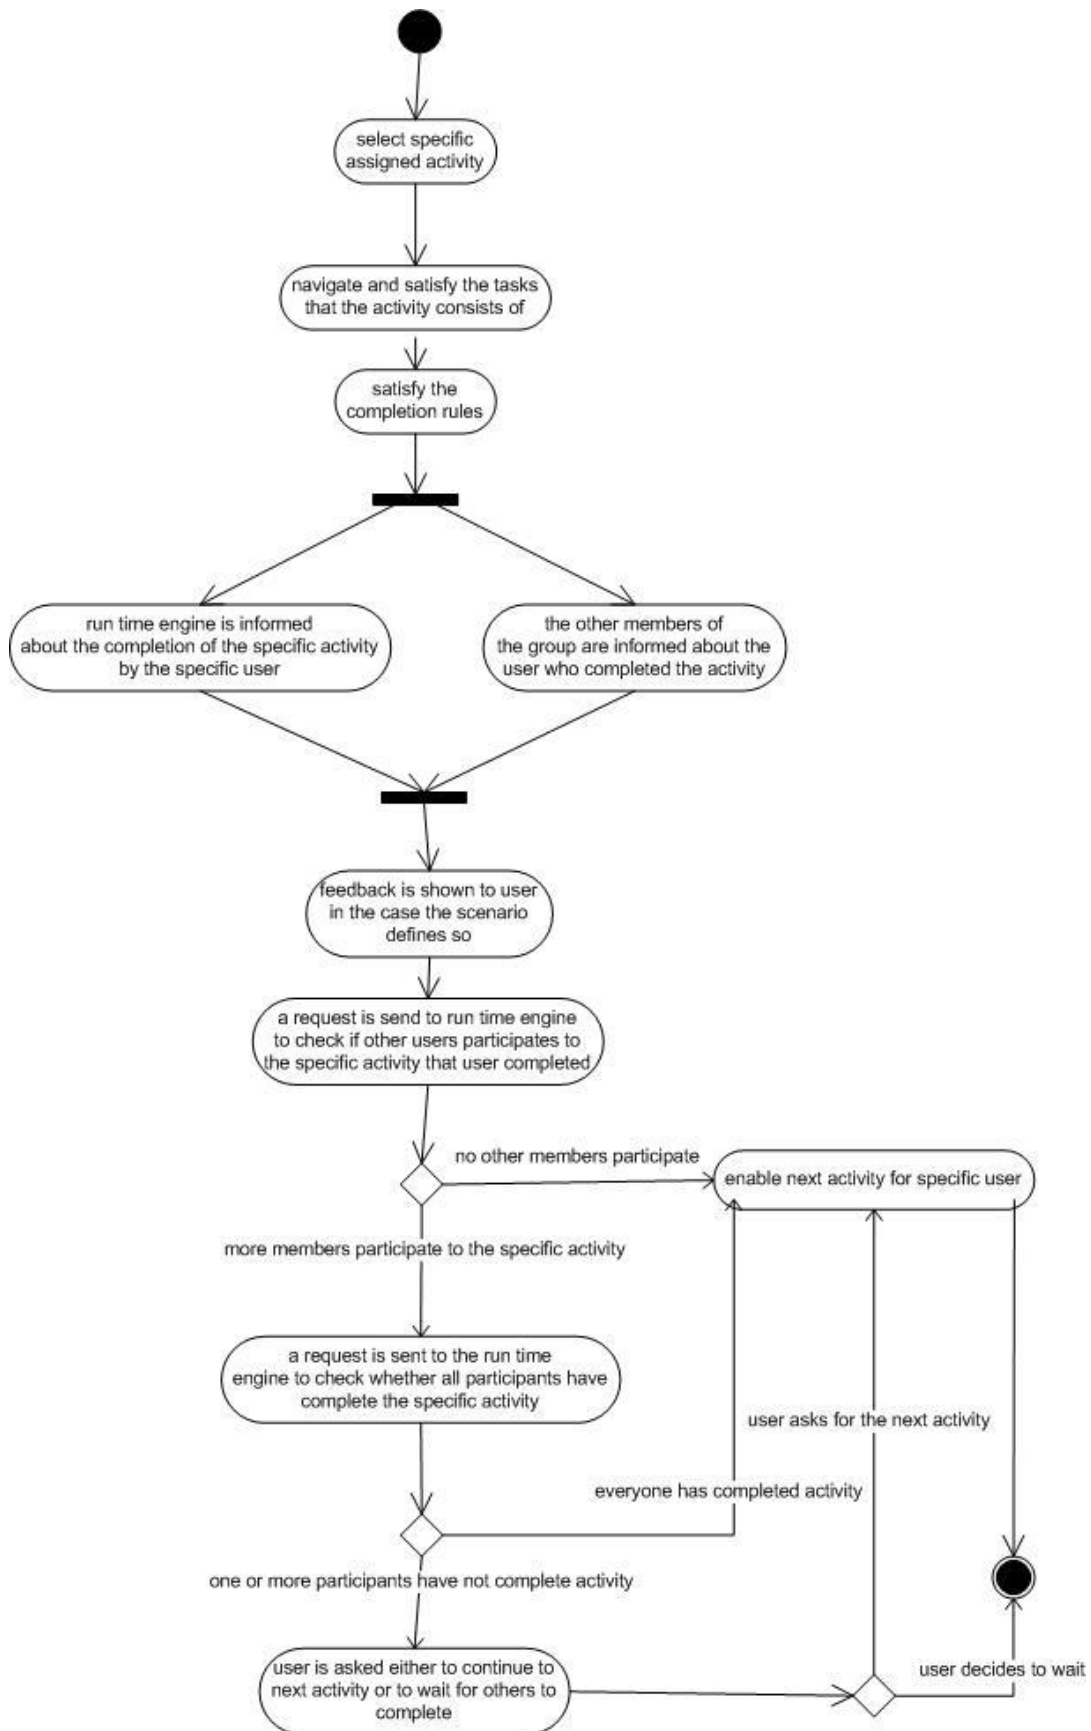 select specific
assigned activity
navigate and satisfy the tasks
that the activity consists of
satisfy the
completion rules
run time engine is informed
about the completion of the specific activity
by the specific user
the other members of
the group are informed about the
user who completed the activity
feedback is shown to user
in the case the scenario
defines so
a request is send to run time engine
to check if other users participates to
the specific activity that user completed
no other members participate
enable next activity for specific user
more members participate to the specific activity
a request is sent to the run time
engine to check whether all participants have
complete the specific activity
user asks for the next activity
everyone has completed activity
one or more participants have not complete activity
user is asked either to continue to
next activity or to wait for others to
complete
user decides to wait